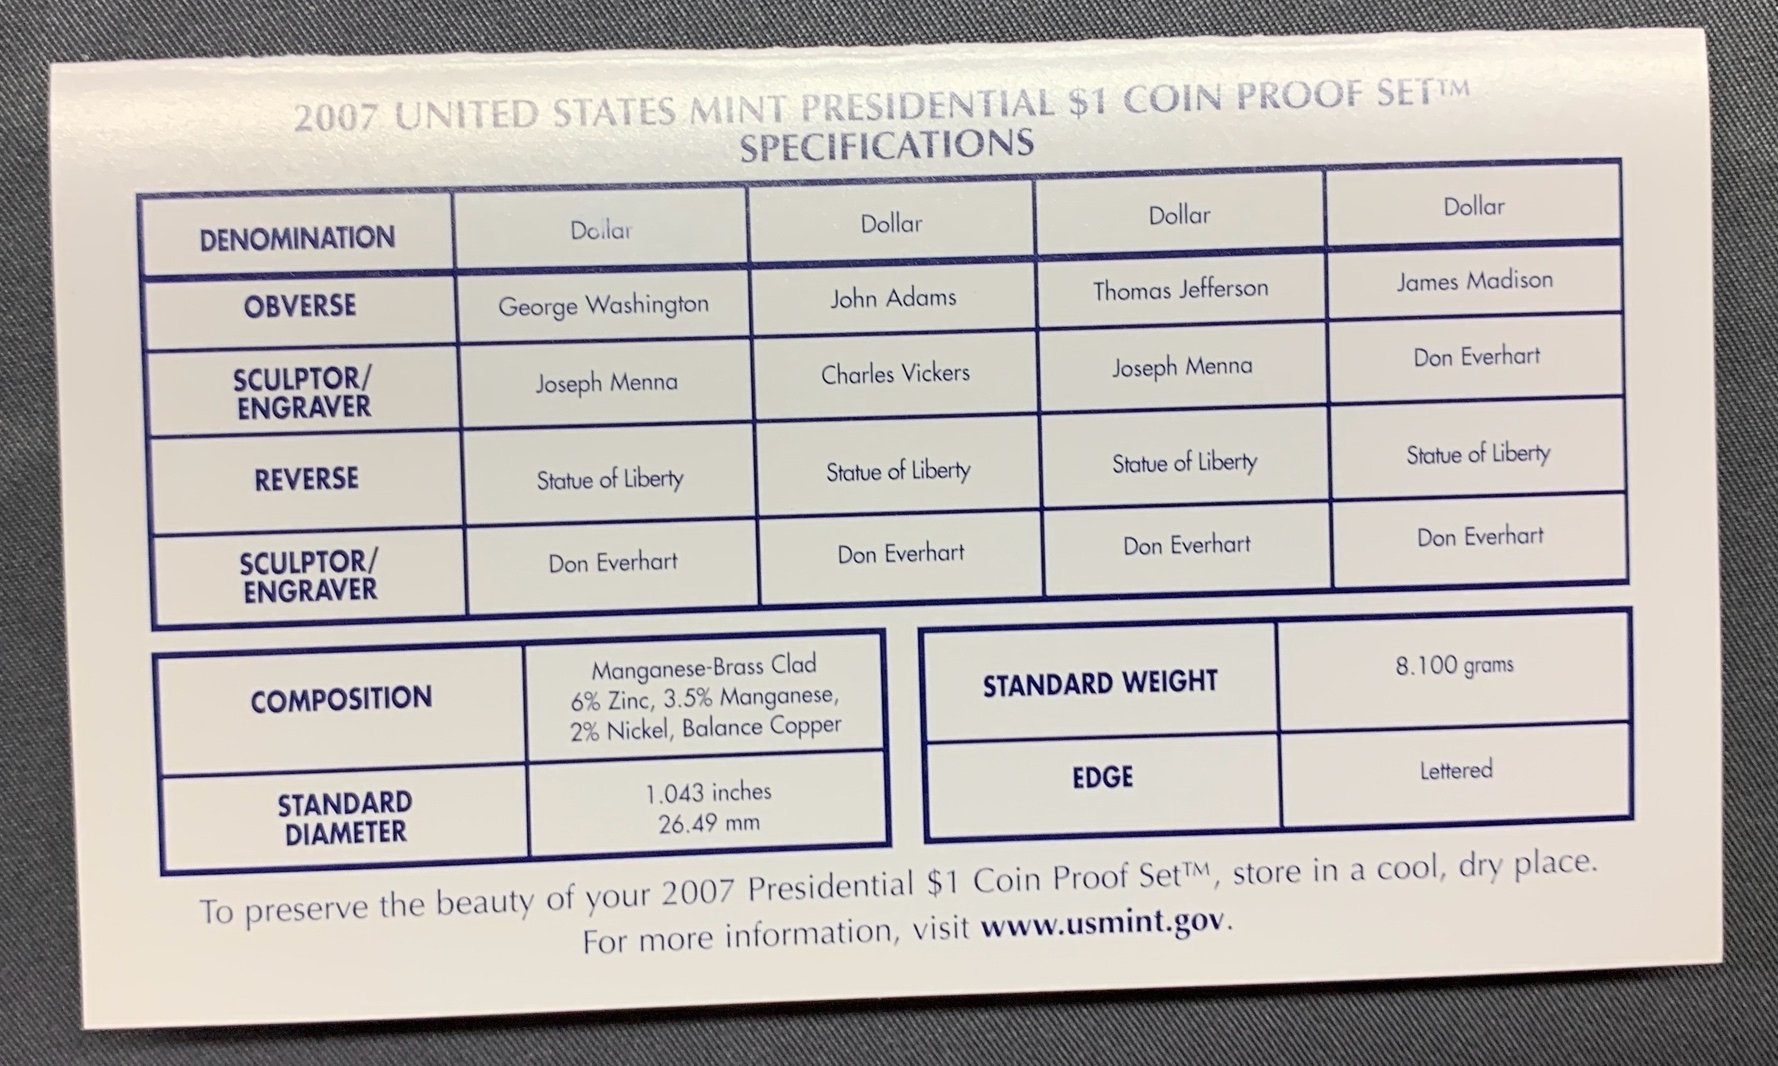 2007 UNITED STATES MINT PRESIDENTIAL $1 COIN PROOF SET™
SPECIFICATIONS
DENOMINATION Dollar Dollar Dollar Dollar
OBVERSE George Washington John Adams Thomas Jefferson James Madison
SCULPTOR/
ENGRAVER Joseph Menna Charles Vickers Joseph Menna Don Everhart
REVERSE Statue of Liberty Statue of Liberty Statue of Liberty Statue of Liberty
SCULPTOR/
ENGRAVER Don Everhart Don Everhart Don Everhart Don Everhart
COMPOSITION
Manganese-Brass Clad
6% Zinc, 3.5% Manganese,
2% Nickel, Balance Copper
STANDARD
DIAMETER
1.043 inches
26.49 mm
STANDARD WEIGHT 8.100 grams
EDGE Lettered
To preserve the beauty of your 2007 Presidential $1 Coin Proof Set™, store in a cool, dry place.
For more information, visit www.usmint.gov.